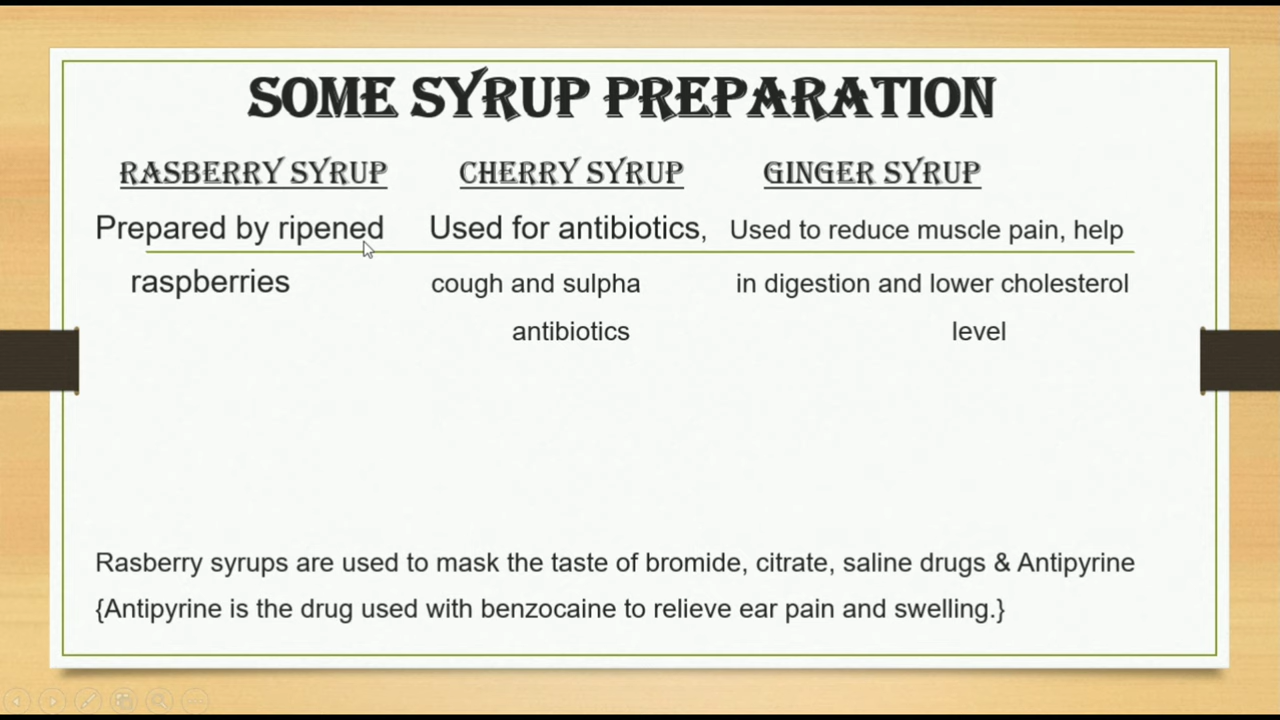 SOME SYRUP PREPARATION
RASBERRY SYRUP CHERRY SYRUP GINGER SYRUP
Prepared by ripened Used for antibiotics, Used to reduce muscle pain, help
raspberries cough and sulpha in digestion and lower cholesterol
antibiotics level
Rasberry syrups are used to mask the taste of bromide, citrate, saline drugs & Antipyrine
{Antipyrine is the drug used with benzocaine to relieve ear pain and swelling.}